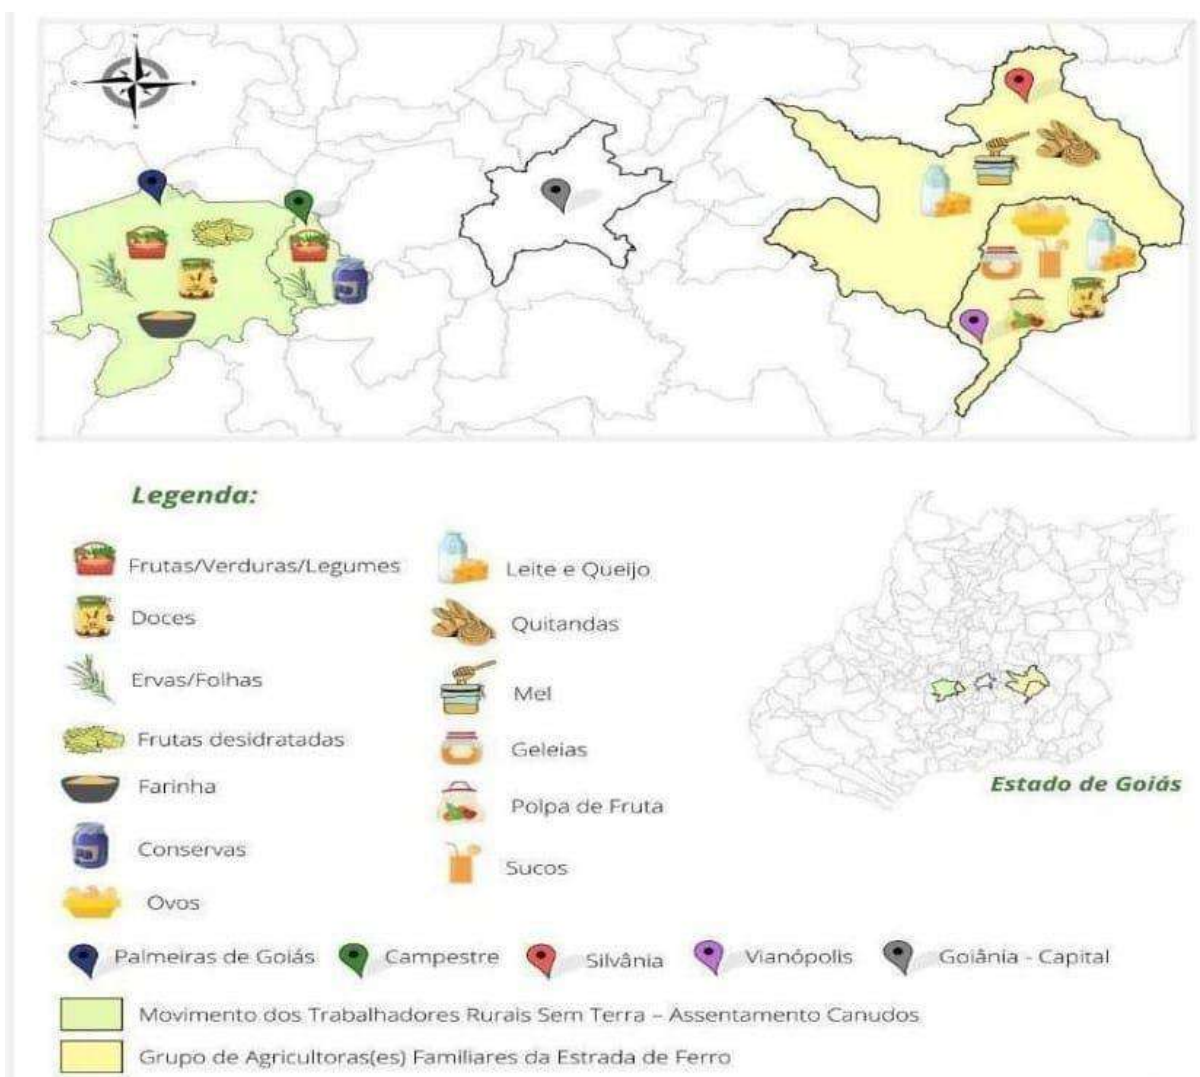 Legenda:
Frutas/Verduras/Legumes
Doces
Ervas/Folhas
Frutas desidratadas
Farinha
Conservas
Ovos
Leite e Queijo
Quitandas
Mel
Geleias
Polpa de Fruta
Sucos
Estado de Goiás
Palmeiras de Goiás
Campestre
Silvânia
Vianópolis
Goiânia - Capital
Movimento dos Trabalhadores Rurais Sem Terra – Assentamento Canudos
Grupo de Agricultoras(es) Familiares da Estrada de Ferro